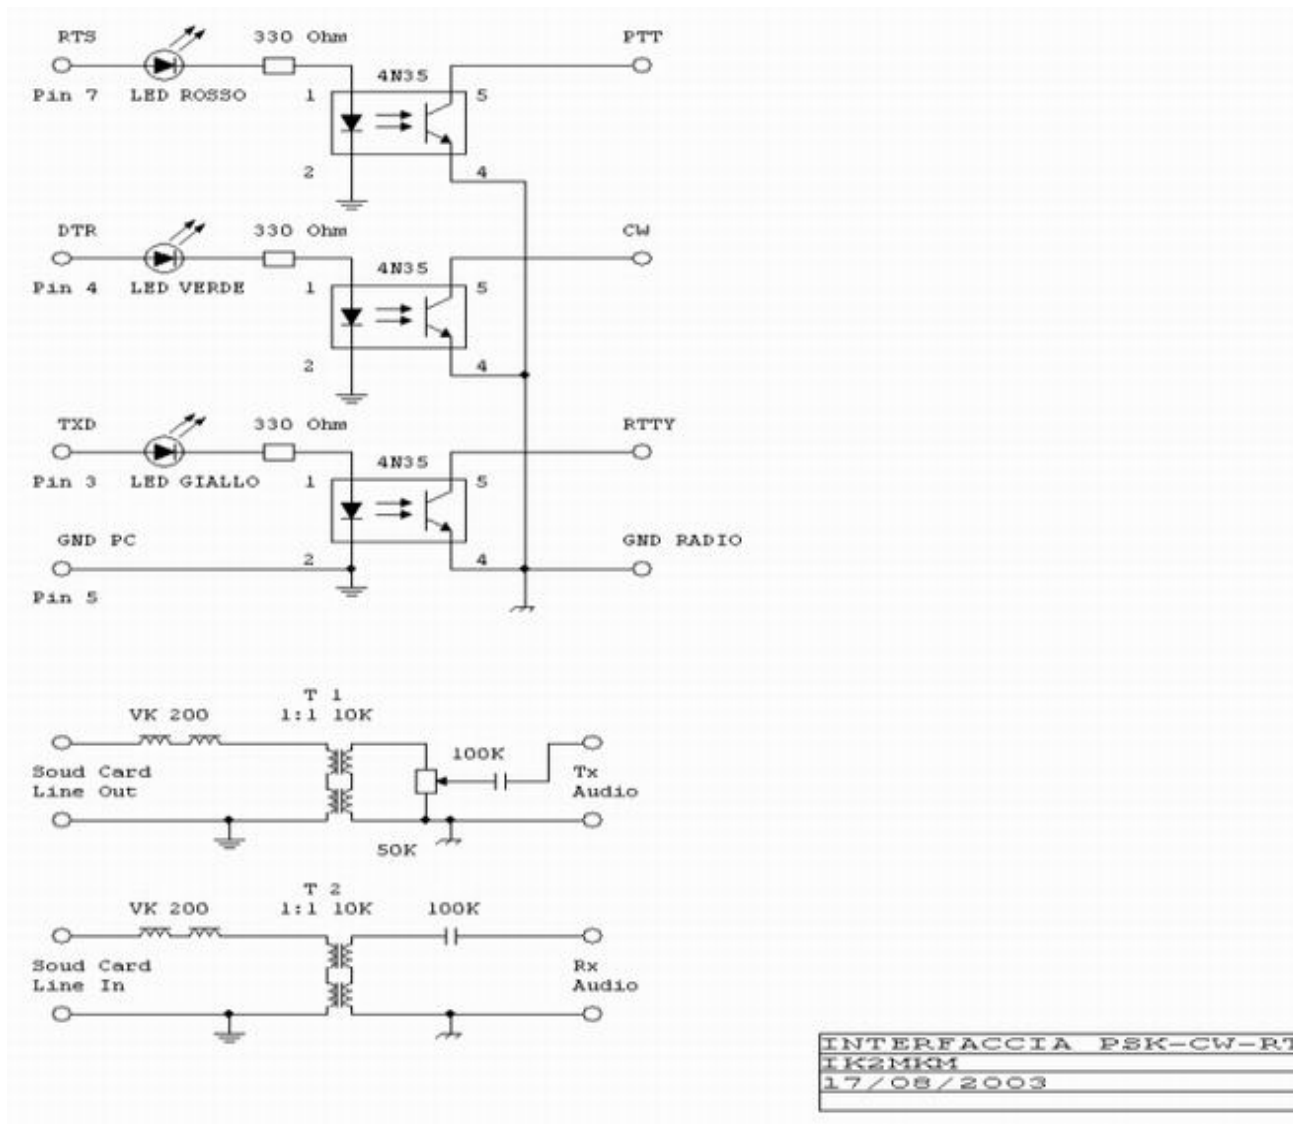 RTS 330 Ohm PTT
4N35
Pin 7 LED ROSSO 1 5
2 4
DTR 330 Ohm CW
4N35
Pin 4 LED VERDE 1 5
2 4
TXD 330 Ohm RTTY
4N35
Pin 3 LED GIALLO 1 5
GND PC GND RADIO
2 4
Pin 5
T 1
VK 200 1:1 10K
100K
Soud Card Tx
Line Out Audio
50K
T 2
VK 200 1:1 10K 100K
Soud Card Rx
Line In Audio
INTERFACCIA PSK-CW-RT
IK2MKM
17/08/2003